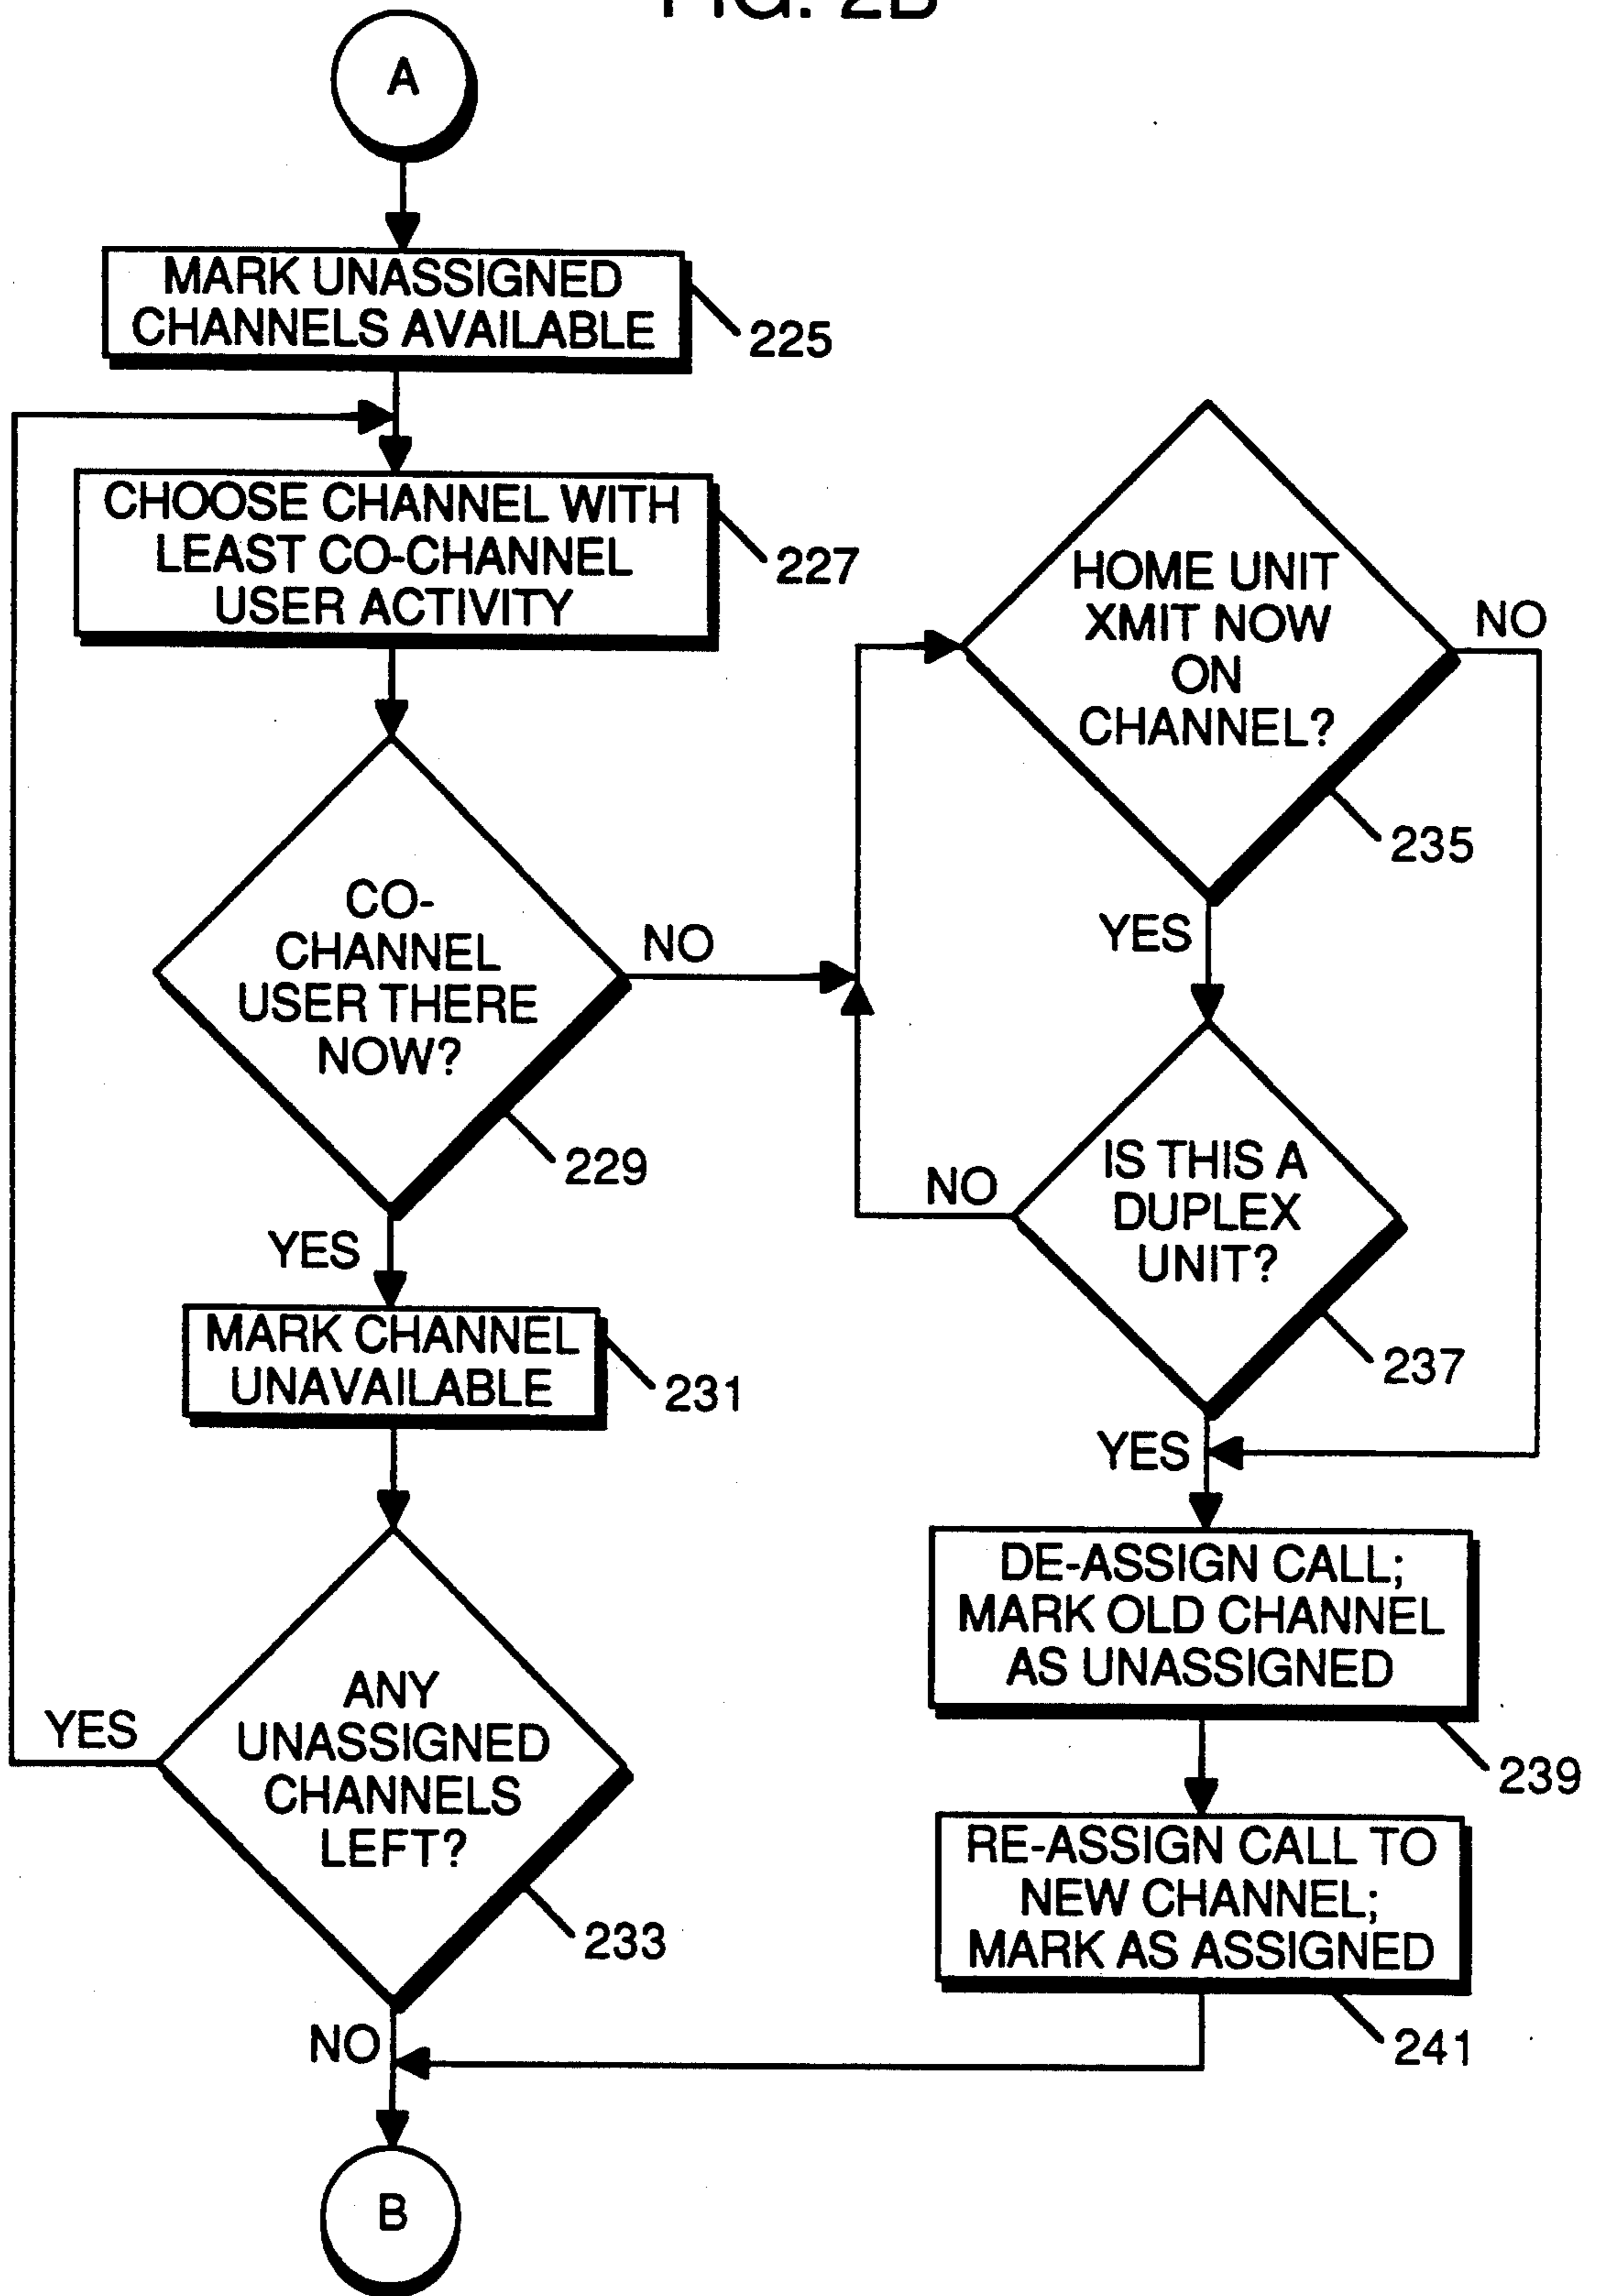 FIG. 2B
A
MARK UNASSIGNED
CHANNELS AVAILABLE
225
CHOOSE CHANNEL WITH
LEAST CO-CHANNEL
USER ACTIVITY
227
CO-
CHANNEL
USER THERE
NOW?
NO
229
YES
MARK CHANNEL
UNAVAILABLE
231
ANY
UNASSIGNED
CHANNELS
LEFT?
YES
233
NO
B
HOME UNIT
XMIT NOW
ON
CHANNEL?
NO
235
YES
IS THIS A
DUPLEX
UNIT?
NO
237
YES
DE-ASSIGN CALL;
MARK OLD CHANNEL
AS UNASSIGNED
239
RE-ASSIGN CALL TO
NEW CHANNEL;
MARK AS ASSIGNED
241